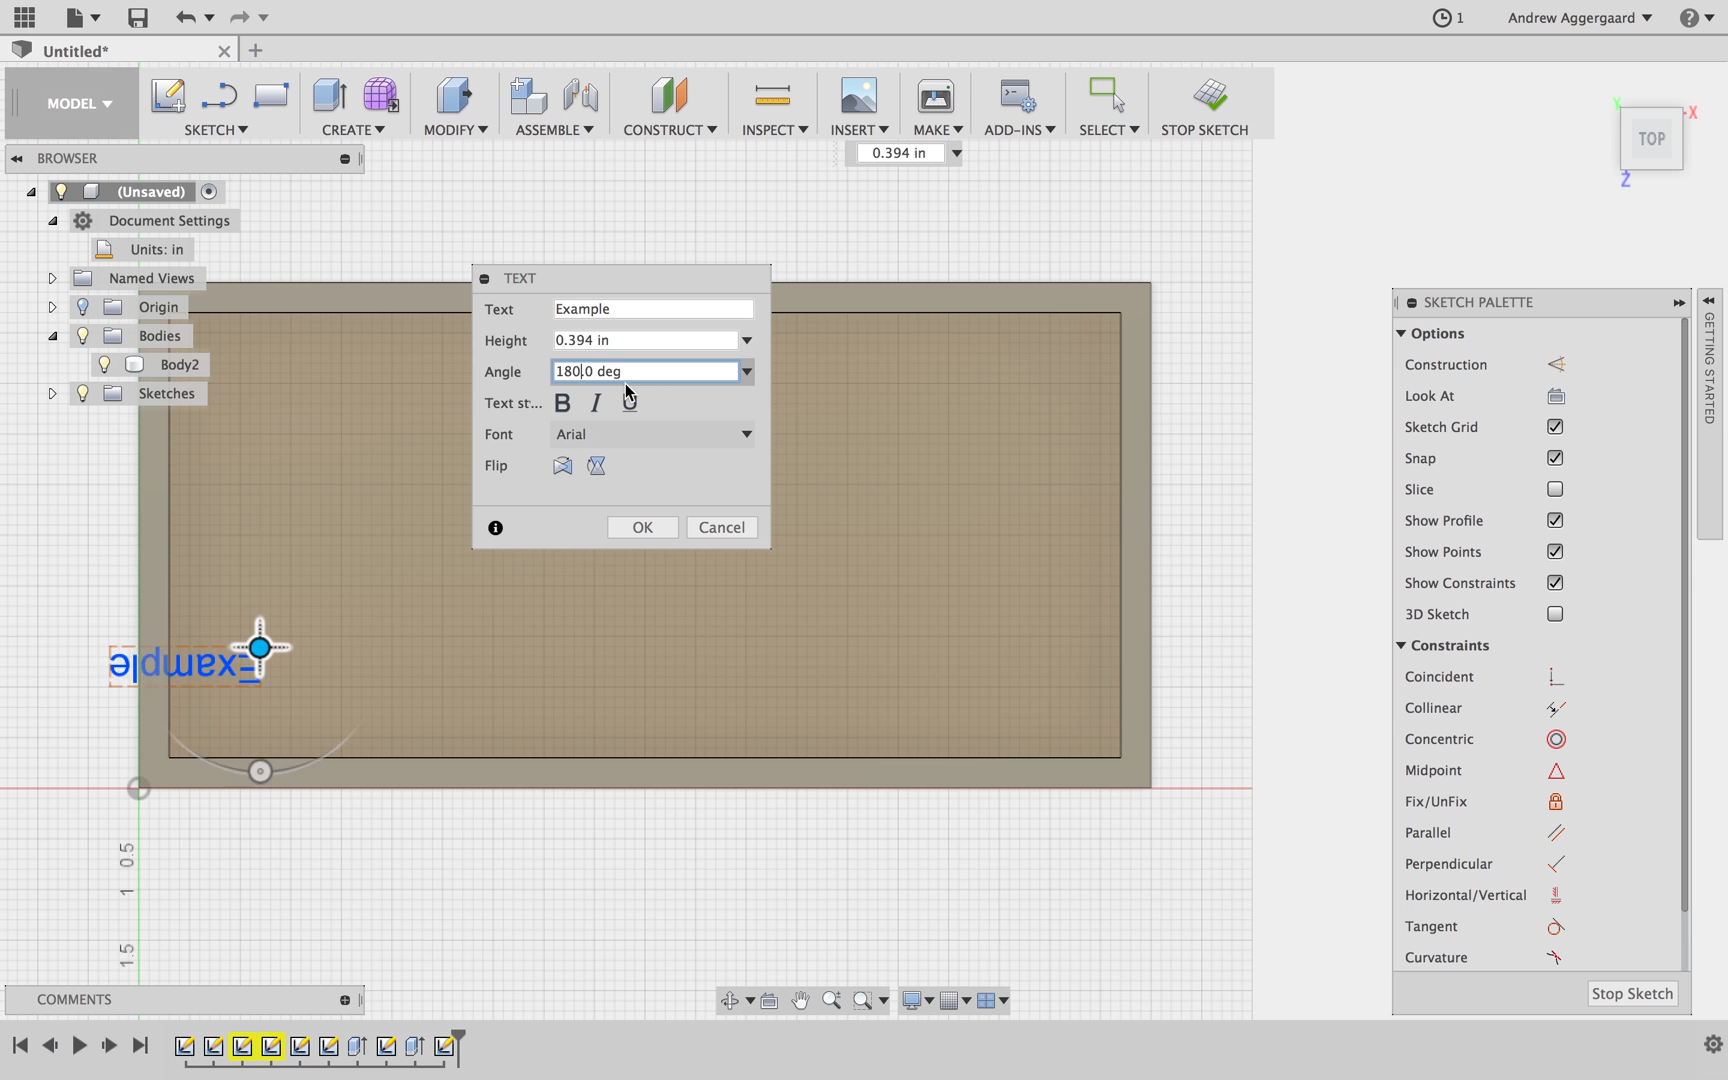 1 Andrew Aggergaard
Untitled*
MODEL SKETCH CREATE MODIFY ASSEMBLE CONSTRUCT INSPECT INSERT MAKE ADD-INS SELECT STOP SKETCH
0.394 in
Y X TOP Z
BROWSER
(Unsaved)
Document Settings
Units: in
Named Views
Origin
Bodies
Body2
Sketches
TEXT
Text Example
Height 0.394 in
Angle 180.0 deg
Text st... B I U
Font Arial
Flip
OK Cancel
Example
0.5
1
1.5
SKETCH PALETTE
Options
Construction
Look At
Sketch Grid
Snap
Slice
Show Profile
Show Points
Show Constraints
3D Sketch
Constraints
Coincident
Collinear
Concentric
Midpoint
Fix/UnFix
Parallel
Perpendicular
Horizontal/Vertical
Tangent
Curvature
Stop Sketch
GETTING STARTED
COMMENTS